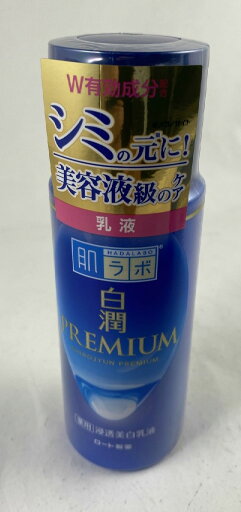 W有効成分配合
シミの元に!
美容液級のケア
乳液
HADALABO
肌ラボ®
白潤
PREMIUM
SHIROJYUN PREMIUM
薬用 浸透美白乳液
ロート製薬